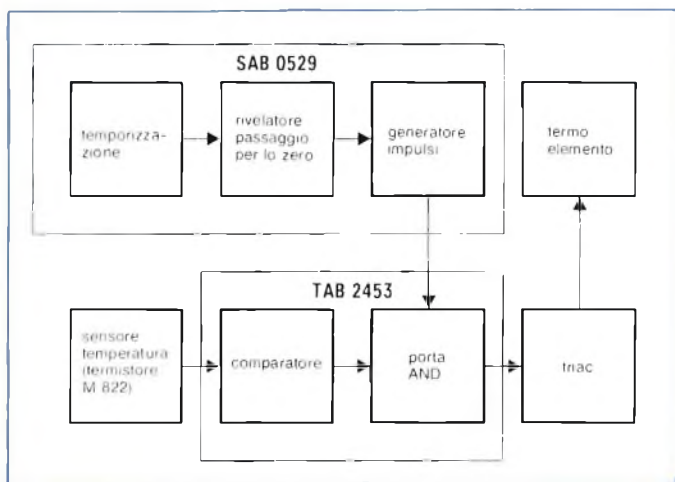 SAB 0529
temporizza-
zione
rivelatore
passaggio
per lo zero
generatore
impulsi
termo
elemento
TAB 2453
sensore
temperatura
(termistore
M 822)
comparatore
porta
AND
triac